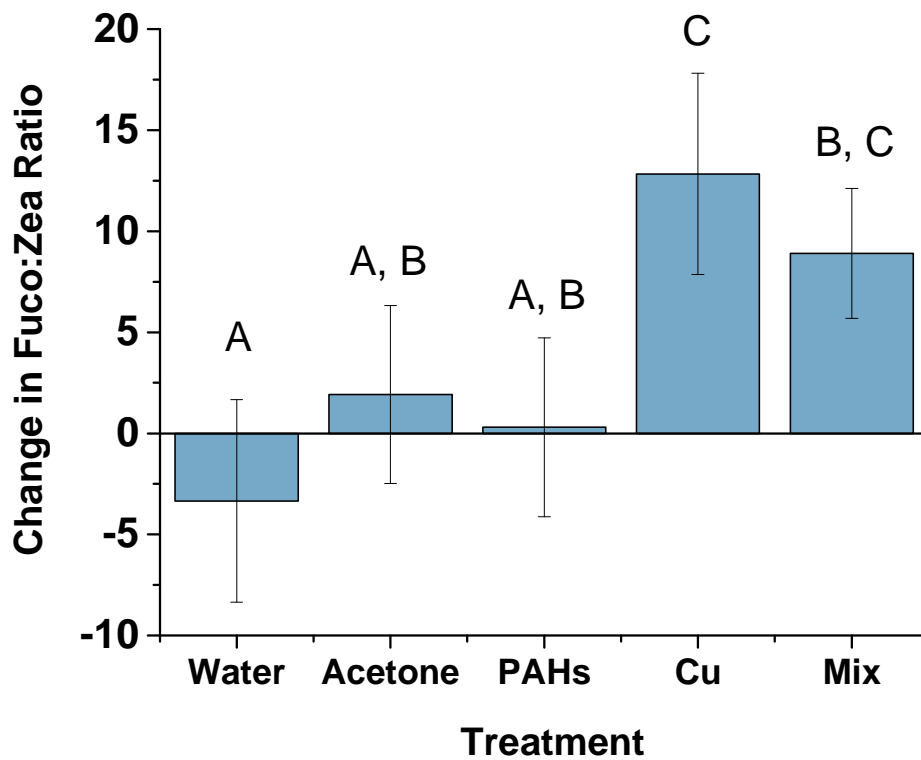 20
15
10
5
0
-5
-10
Change in Fuco:Zea Ratio
A
A, B
A, B
C
B, C
Water Acetone PAHs Cu Mix
Treatment